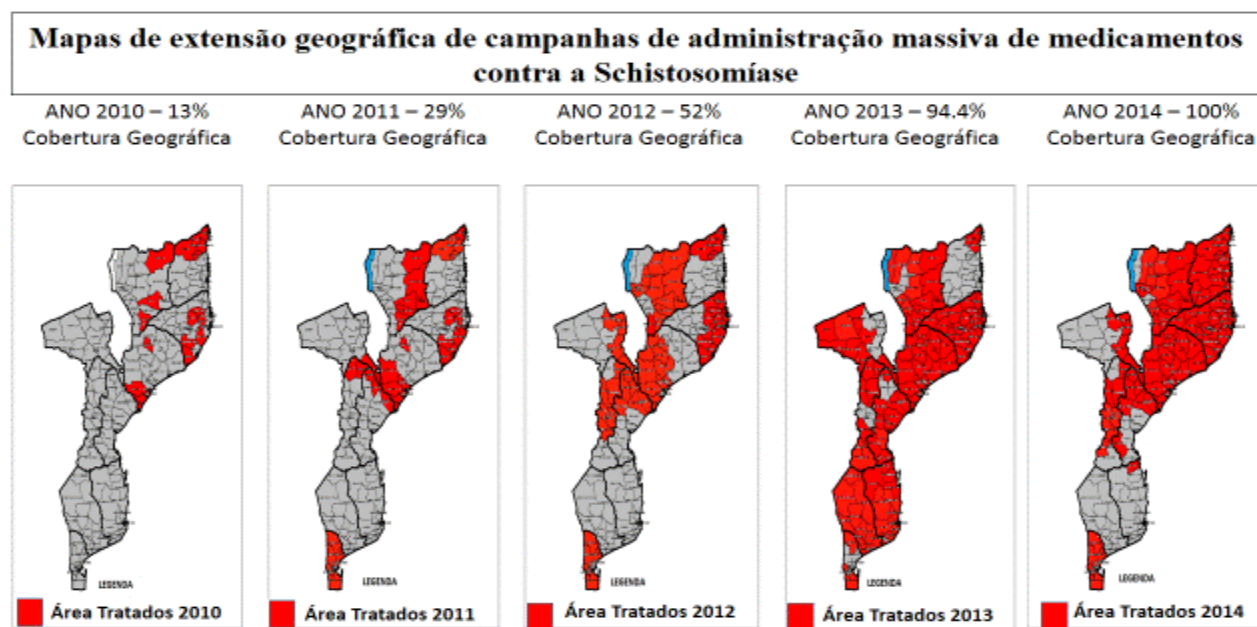 Mapas de extensão geográfica de campanhas de administração massiva de medicamentos
contra a Schistosomíase
ANO 2010 – 13%
Cobertura Geográfica
ANO 2011 – 29%
Cobertura Geográfica
ANO 2012 – 52%
Cobertura Geográfica
ANO 2013 – 94.4%
Cobertura Geográfica
ANO 2014 – 100%
Cobertura Geográfica
LEGENDA
Área Tratados 2010
LEGENDA
Área Tratados 2011
LEGENDA
Área Tratados 2012
LEGENDA
Área Tratados 2013
LEGENDA
Área Tratados 2014